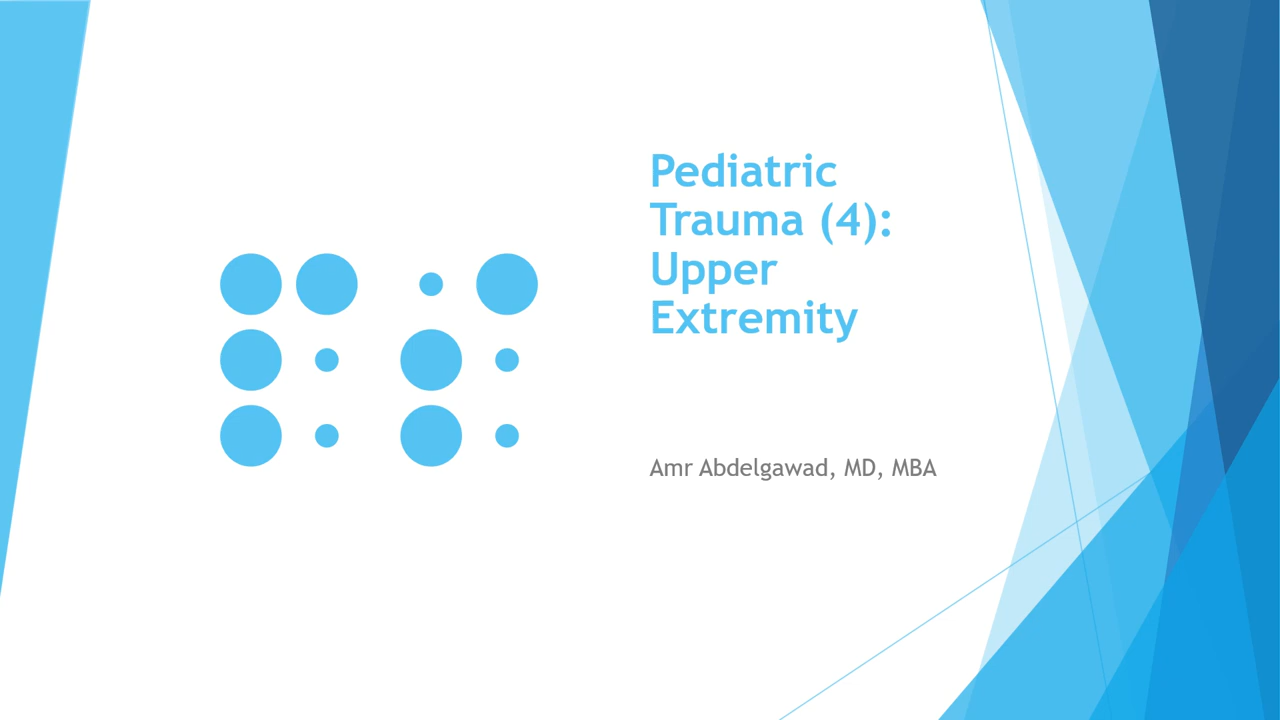 Pediatric
Trauma (4):
Upper
Extremity
Amr Abdelgawad, MD, MBA